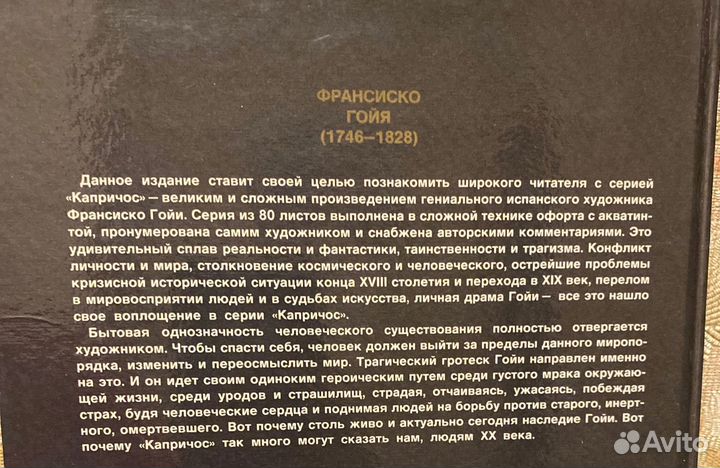 ФРАНСИСКО
ГОЙЯ
(1746—1828)
Данное издание ставит своей целью познакомить широкого читателя с серией
«Капричос» — великим и сложным произведением гениального испанского художника
Франсиско Гойи. Серия из 80 листов выполнена в сложной технике офорта с акватин-
той, пронумерована самим художником и снабжена авторскими комментариями. Это
удивительный сплав реальности и фантастики, таинственности и трагизма. Конфликт
личности и мира, столкновение космического и человеческого, острейшие проблемы
кризисной исторической ситуации конца XVIII столетия и перехода в XIX век, перелом
в мировосприятии людей и в судьбах искусства, личная драма Гойи — все это нашло
свое воплощение в серии «Капричос».
Бытовая однозначность человеческого существования полностью отвергается
художником. Чтобы спасти себя, человек должен выйти за пределы данного миропо-
рядка, изменить и переосмыслить мир. Трагический гротеск Гойи направлен именно
на это. И он идет своим одиноким героическим путем среди густого мрака окружаю-
щей жизни, среди уродов и страшилищ, страдая, отчаиваясь, ужасаясь, побеждая
страх, будя человеческие сердца и поднимая людей на борьбу против старого, инерт-
ного, омертвевшего. Вот почему столь живо и актуально сегодня наследие Гойи. Вот
почему «Капричос» так много могут сказать нам, людям XX века.
Avito